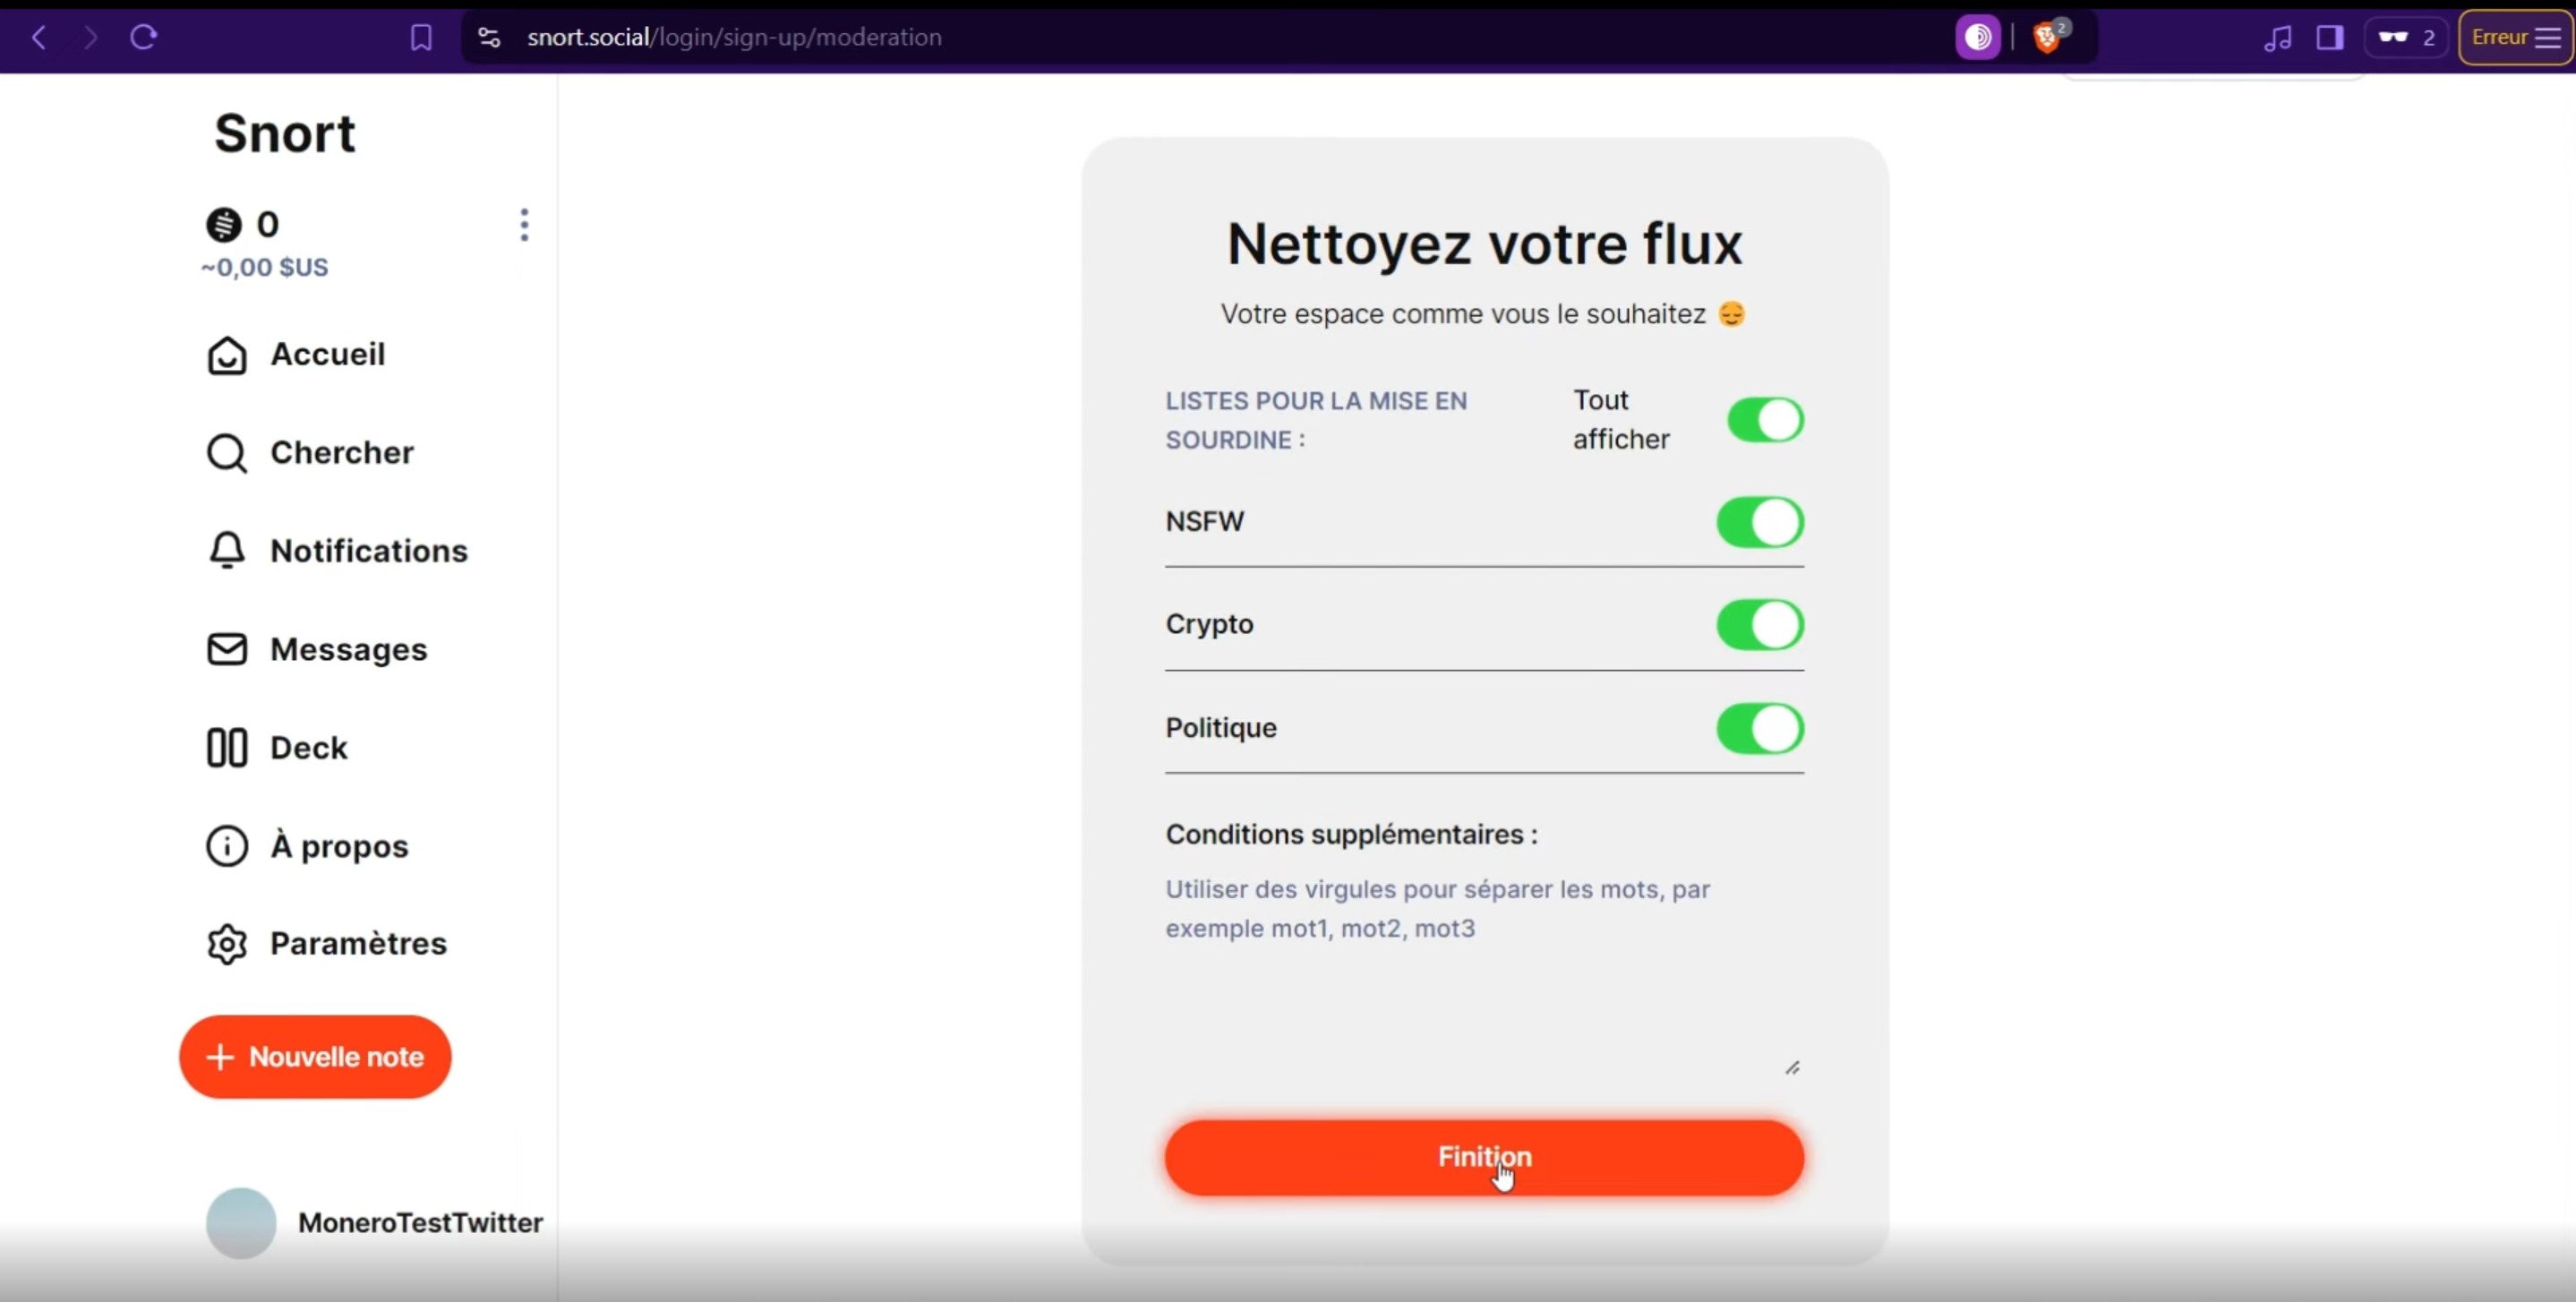 snort.social/login/sign-up/moderation
2
2
Erreur
Snort
0
~0,00 $US
Accueil
Chercher
Notifications
Messages
Deck
À propos
Paramètres
Nouvelle note
MoneroTestTwitter
Nettoyez votre flux
Votre espace comme vous le souhaitez 😌
LISTES POUR LA MISE EN
SOURDINE :
Tout
afficher
NSFW
Crypto
Politique
Conditions supplémentaires :
Utiliser des virgules pour séparer les mots, par
exemple mot1, mot2, mot3
Finition